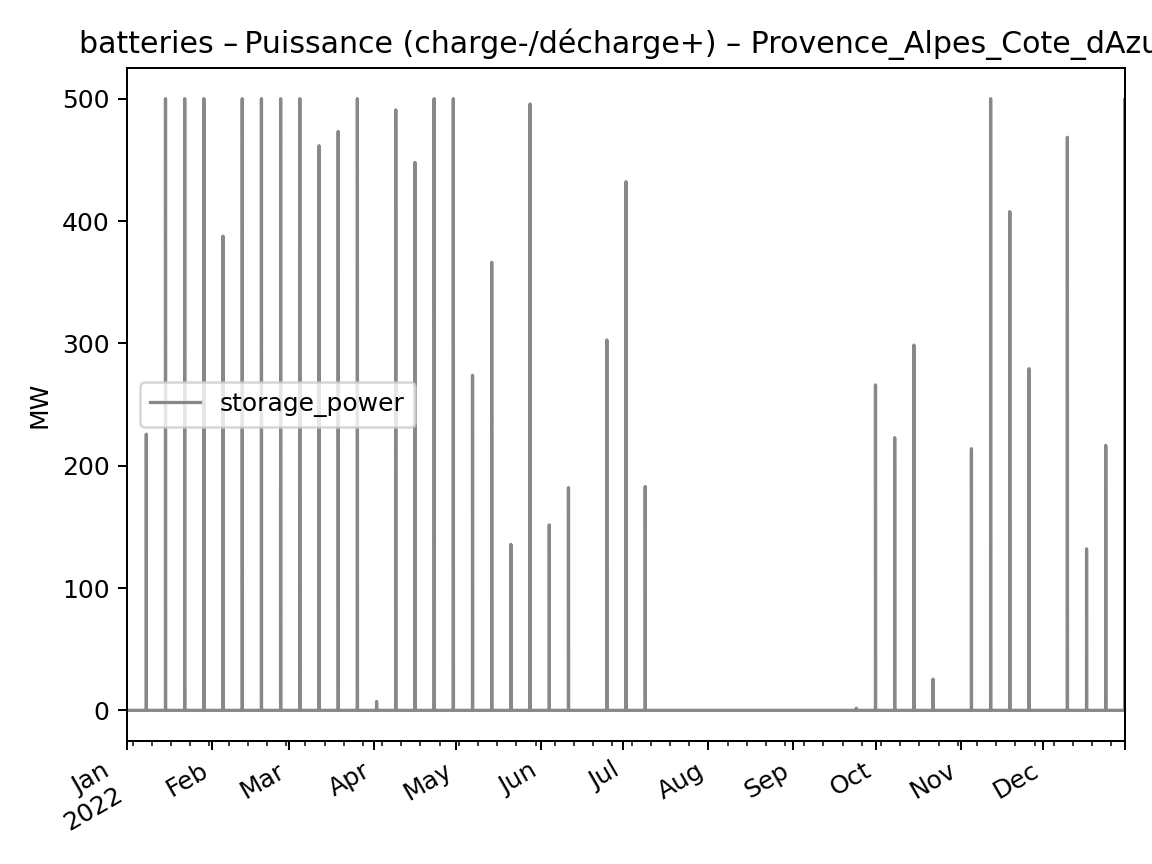 batteries – Puissance (charge-/décharge+) – Provence_Alpes_Cote_dAzu
500
400
300
200
100
0
MW
storage_power
Jan
2022
Feb
Mar
Apr
May
Jun
Jul
Aug
Sep
Oct
Nov
Dec